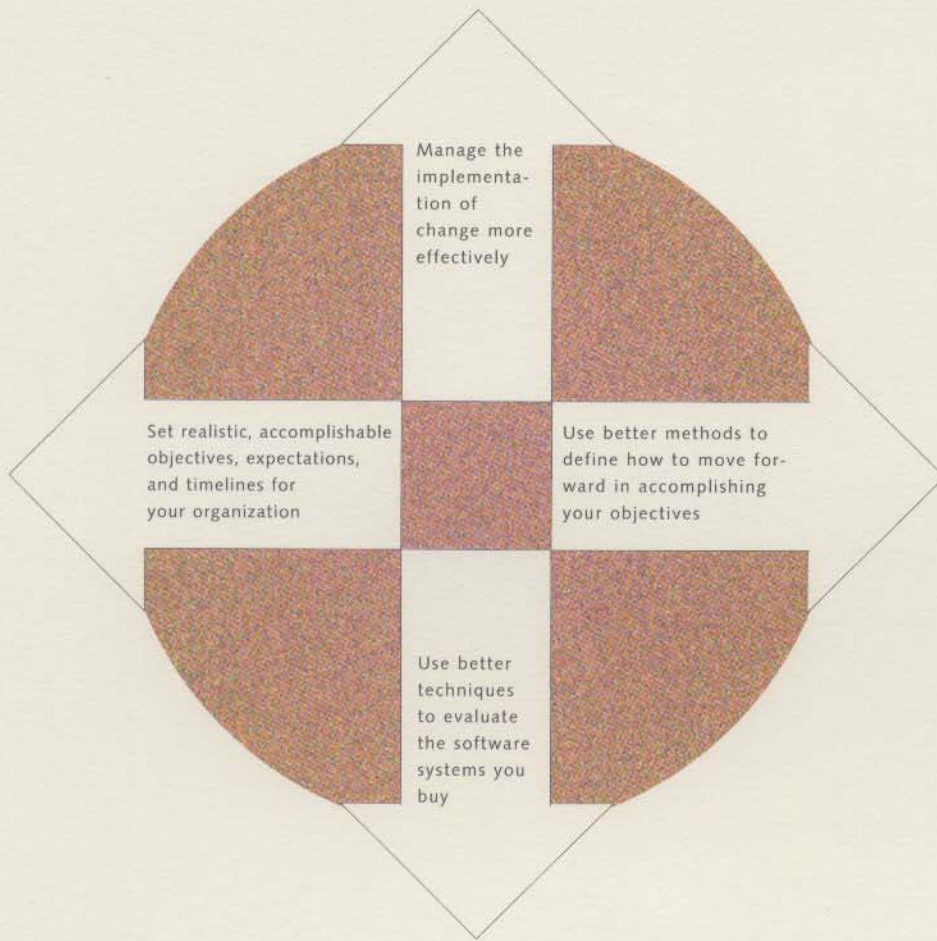 Manage the
implementa-
tion of
change more
effectively
Set realistic, accomplishable
objectives, expectations,
and timelines for
your organization
Use better methods to
define how to move for-
ward in accomplishing
your objectives
Use better
techniques
to evaluate
the software
systems you
buy